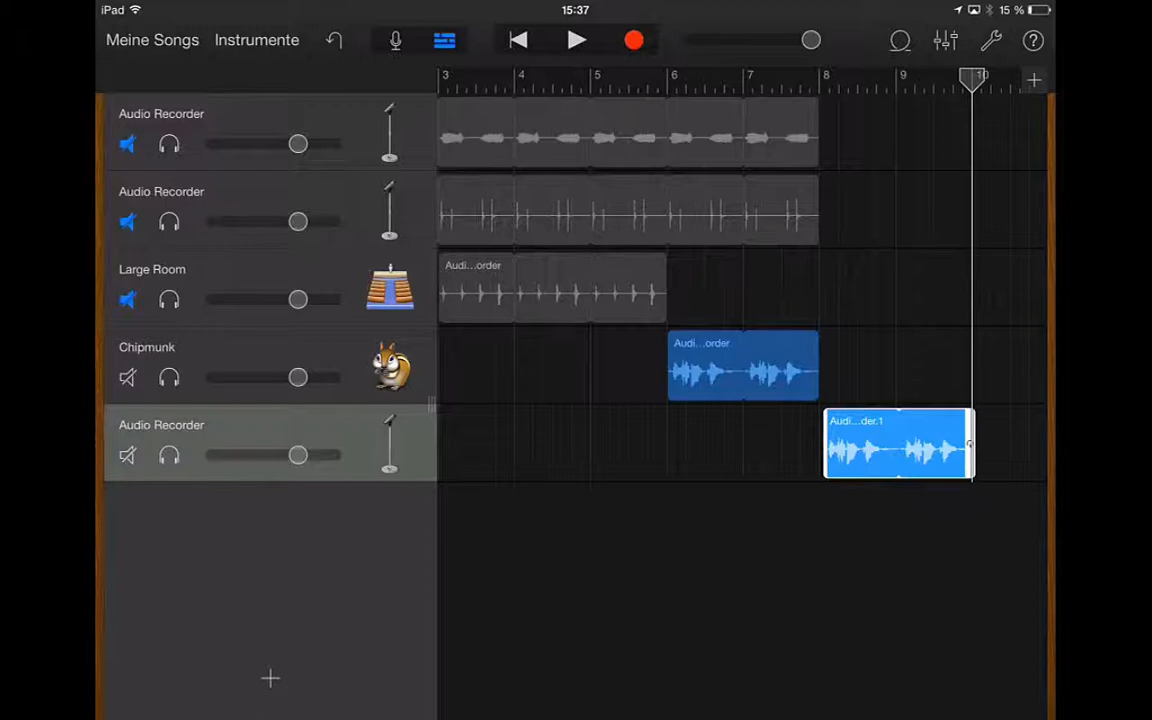 iPad 15:37 15 %
Meine Songs Instrumente ?
3 4 5 6 7 8 9 10
Audio Recorder
Audio Recorder
Large Room Audi...order
Chipmunk Audi...order
Audio Recorder Audi...der.1